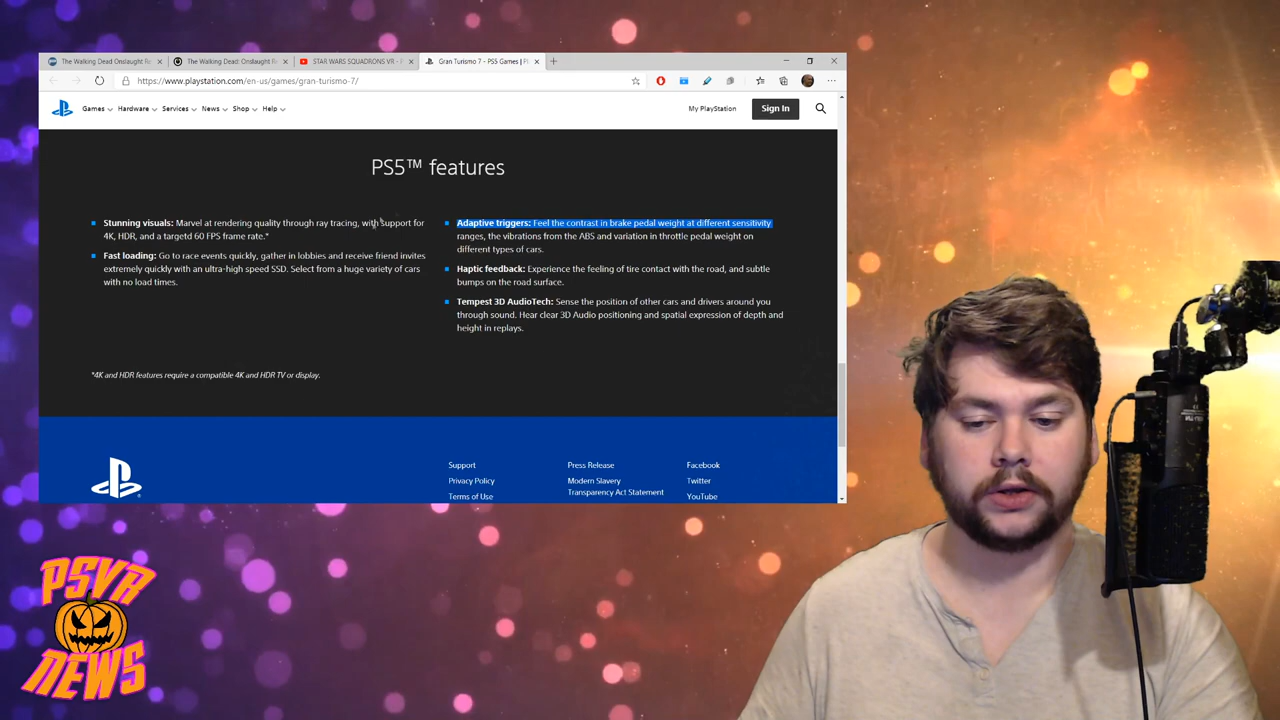 The Walking Dead Onslaught R
The Walking Dead: Onslaught R
STAR WARS SQUADRONS VR - P
Gran Turismo 7 - PS5 Games | Pl
https://www.playstation.com/en-us/games/gran-turismo-7/
Games
Hardware
Services
News
Shop
Help
My PlayStation
Sign In
PS5™ features
Stunning visuals: Marvel at rendering quality through ray tracing, with support for
4K, HDR, and a targetd 60 FPS frame rate.*
Fast loading: Go to race events quickly, gather in lobbies and receive friend invites
extremely quickly with an ultra-high speed SSD. Select from a huge variety of cars
with no load times.
Adaptive triggers: Feel the contrast in brake pedal weight at different sensitivity
ranges, the vibrations from the ABS and variation in throttle pedal weight on
different types of cars.
Haptic feedback: Experience the feeling of tire contact with the road, and subtle
bumps on the road surface.
Tempest 3D AudioTech: Sense the position of other cars and drivers around you
through sound. Hear clear 3D Audio positioning and spatial expression of depth and
height in replays.
*4K and HDR features require a compatible 4K and HDR TV or display.
Support
Privacy Policy
Terms of Use
Press Release
Modern Slavery
Transparency Act Statement
Facebook
Twitter
YouTube
PSVR
NEWS